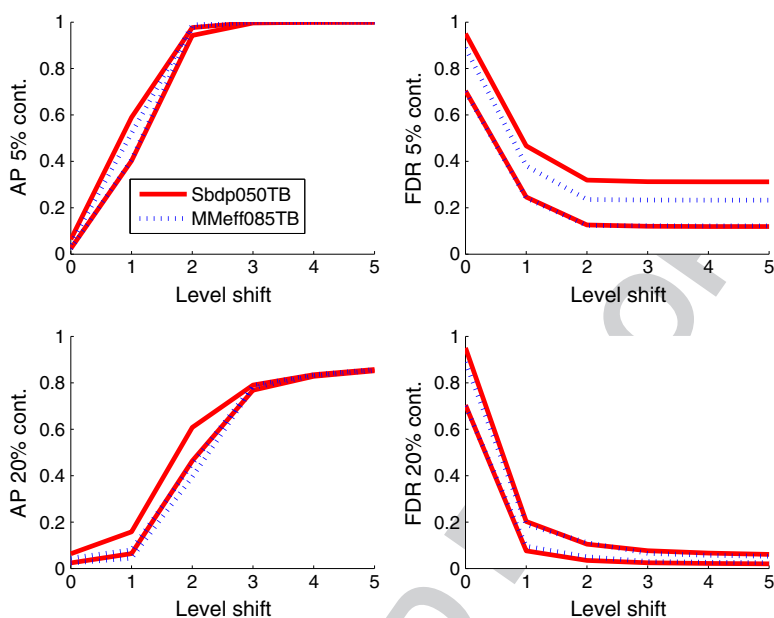 AP 5% cont.
1
0.8
0.6
0.4
0.2
0
0 1 2 3 4 5
Level shift
Sbdp050TB
MMeff085TB
FDR 5% cont.
1
0.8
0.6
0.4
0.2
0
0 1 2 3 4 5
Level shift
AP 20% cont.
1
0.8
0.6
0.4
0.2
0
0 1 2 3 4 5
Level shift
FDR 20% cont.
1
0.8
0.6
0.4
0.2
0
0 1 2 3 4 5
Level shift